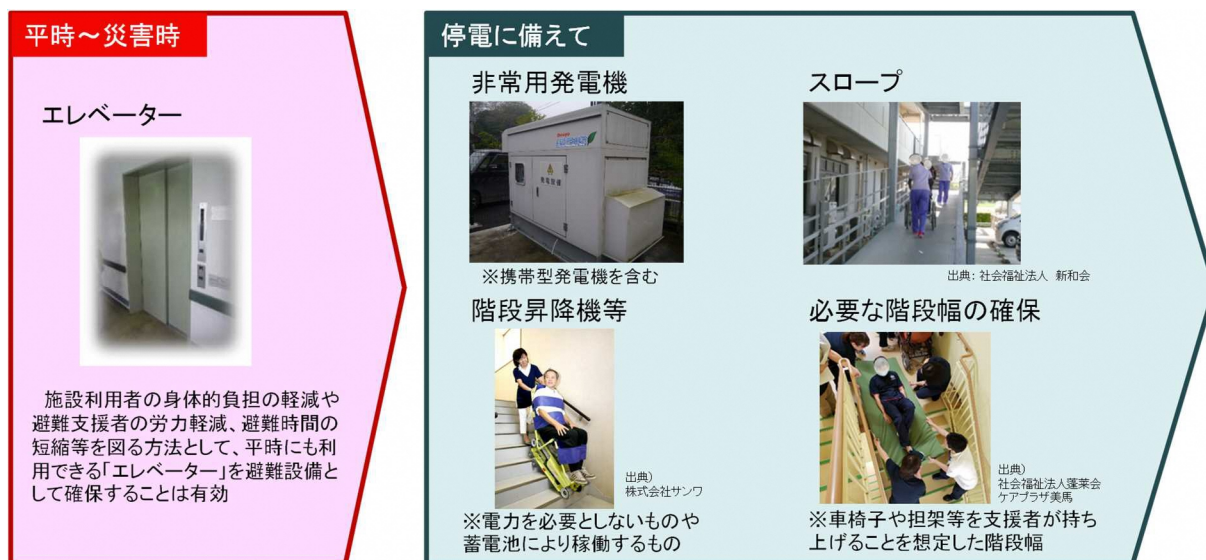 平時～災害時
エレベーター
施設利用者の身体的負担の軽減や
避難支援者の労力軽減、避難時間の
短縮等を図る方法として、平時にも利
用できる「エレベーター」を避難設備と
して確保することは有効
停電に備えて
非常用発電機
※携帯型発電機を含む
スロープ
出典: 社会福祉法人 新和会
階段昇降機等
出典)
株式会社サンワ
※電力を必要としないものや
蓄電池により稼働するもの
必要な階段幅の確保
出典)
社会福祉法人蓬莱会
ケアプラザ美馬
※車椅子や担架等を支援者が持ち
上げることを想定した階段幅